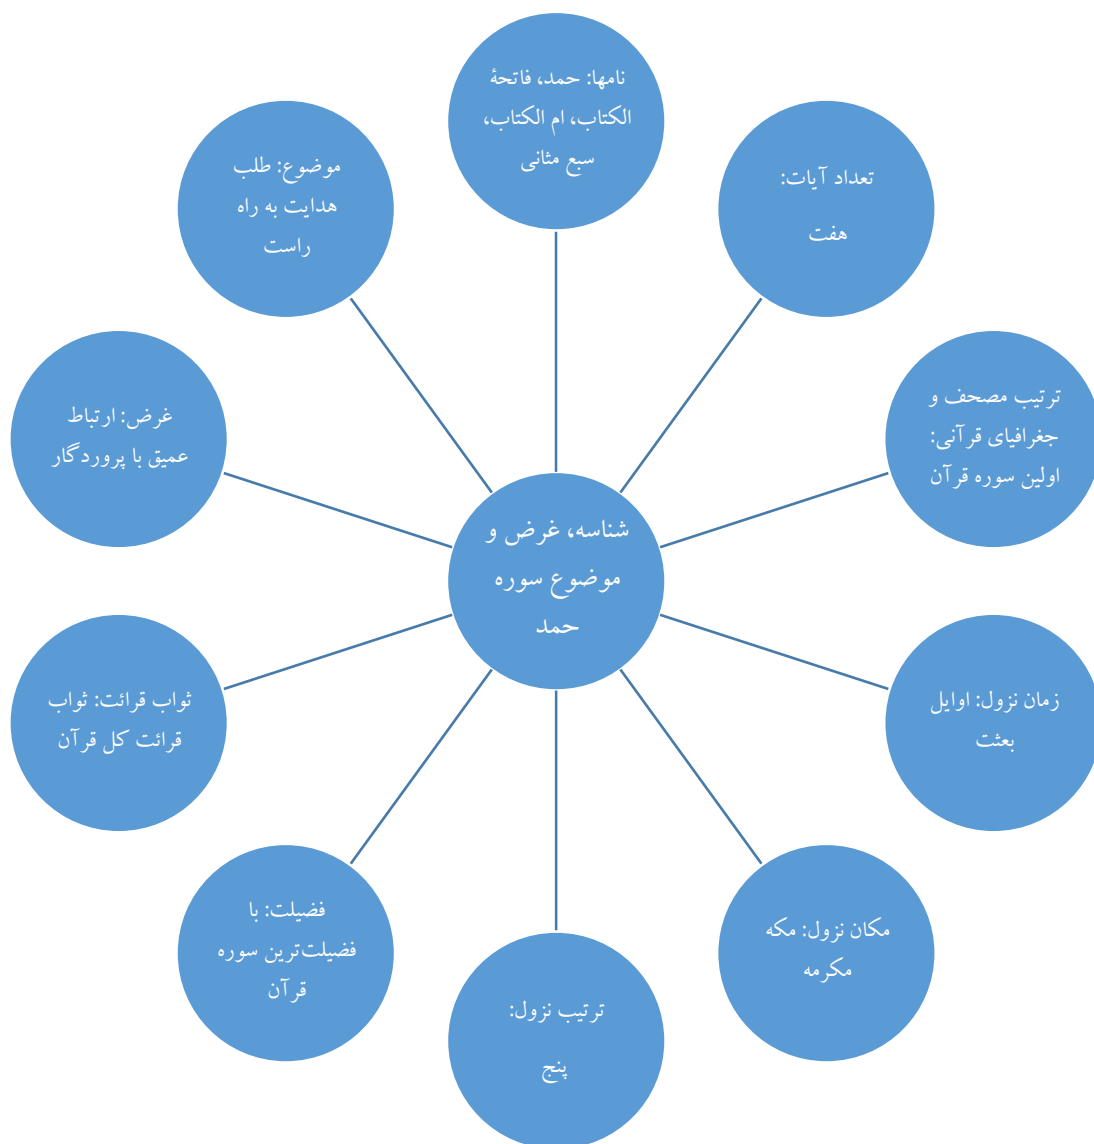 نامها: حمد، فاتحۀ
الکتاب، ام الکتاب،
سبع مثانی
تعداد آیات:
هفت
ترتیب مصحف و
جغرافیای قرآنی:
اولین سوره قرآن
زمان نزول: اوایل
بعثت
مکان نزول: مکه
مکرمه
ترتیب نزول:
پنج
فضیلت: با
فضیلت‌ترین سوره
قرآن
ثواب قرائت: ثواب
قرائت کل قرآن
غرض: ارتباط
عمیق با پروردگار
موضوع: طلب
هدایت به راه
راست
شناسه، غرض و
موضوع سوره
حمد